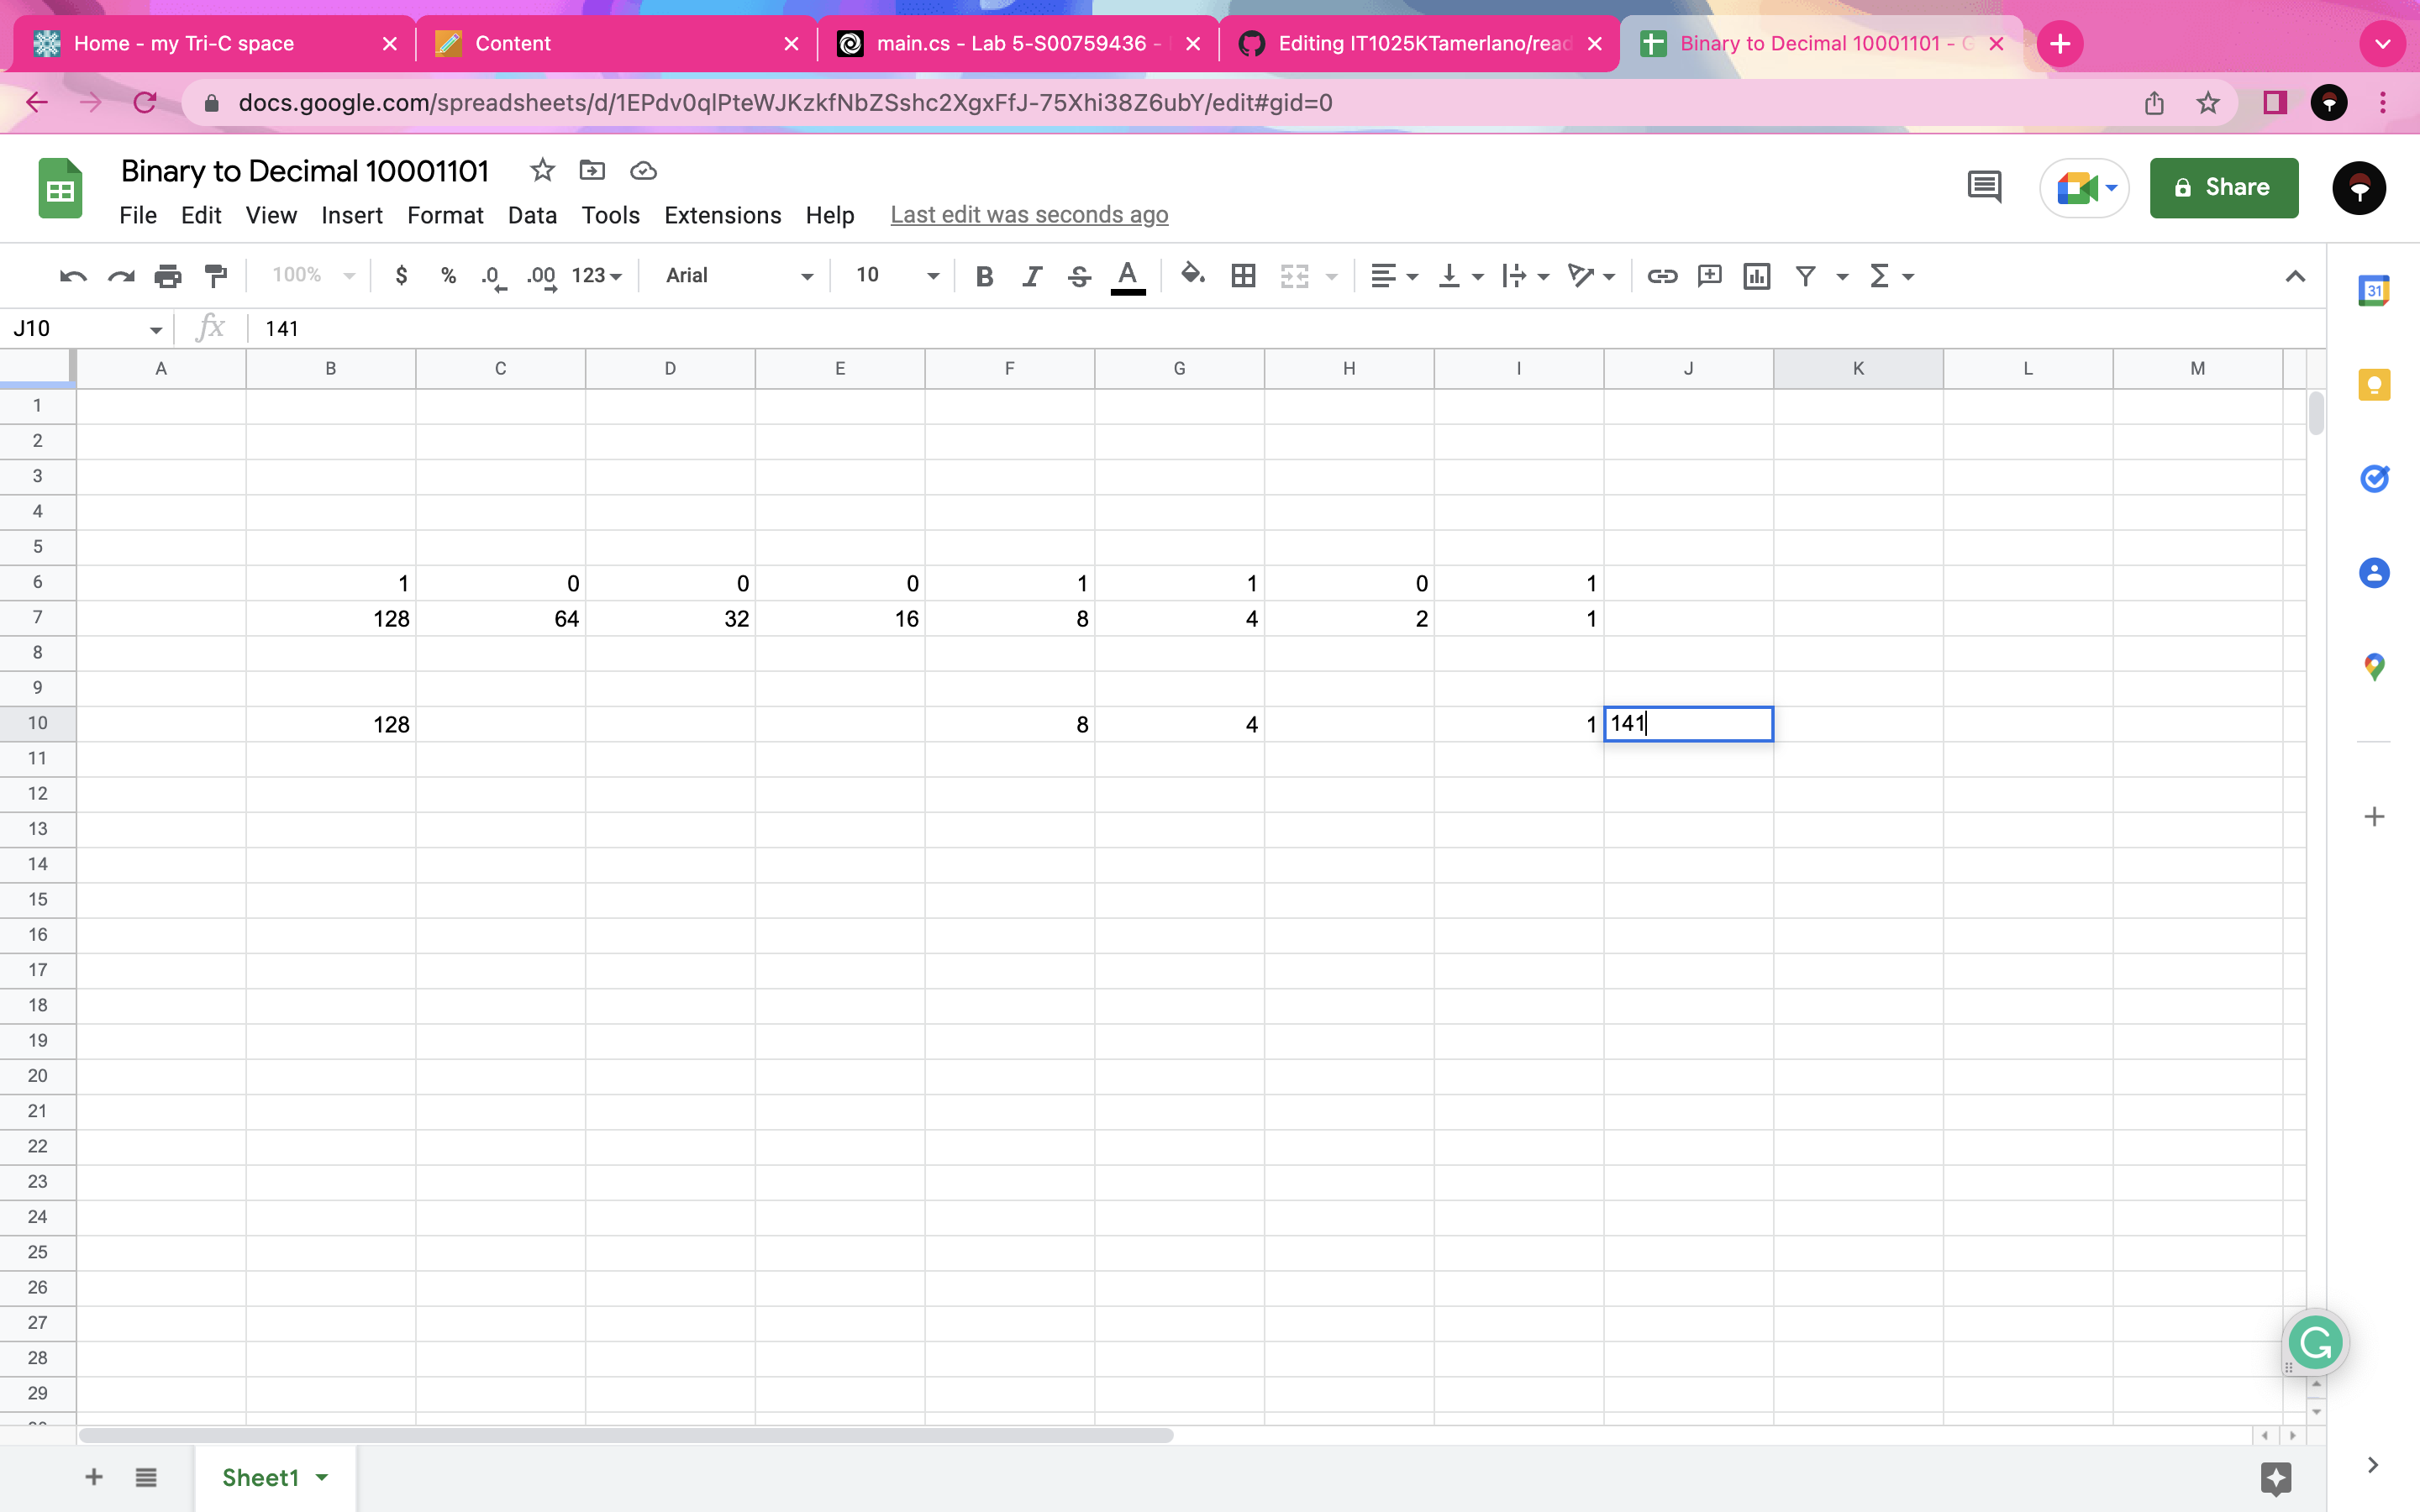 Home - my Tri-C space
Content
main.cs - Lab 5-S00759436 -
Editing IT1025KTamerlano/read
Binary to Decimal 10001101 - G
docs.google.com/spreadsheets/d/1EPdv0qlPteWJKzkfNbZSshc2XgxFfJ-75Xhi38Z6ubY/edit#gid=0
Binary to Decimal 10001101
Share
File Edit View Insert Format Data Tools Extensions Help Last edit was seconds ago
100% $ % .0 .00 123 Arial 10 B I S A Σ
31
J10 fx 141
A B C D E F G H I J K L M
1
2
3
4
5
6 1 0 0 0 1 1 0 1
7 128 64 32 16 8 4 2 1
8
9
10 128 8 4 1 141
11
12
13
14
15
16
17
18
19
20
21
22
23
24
25
26
27
28
29
Sheet1